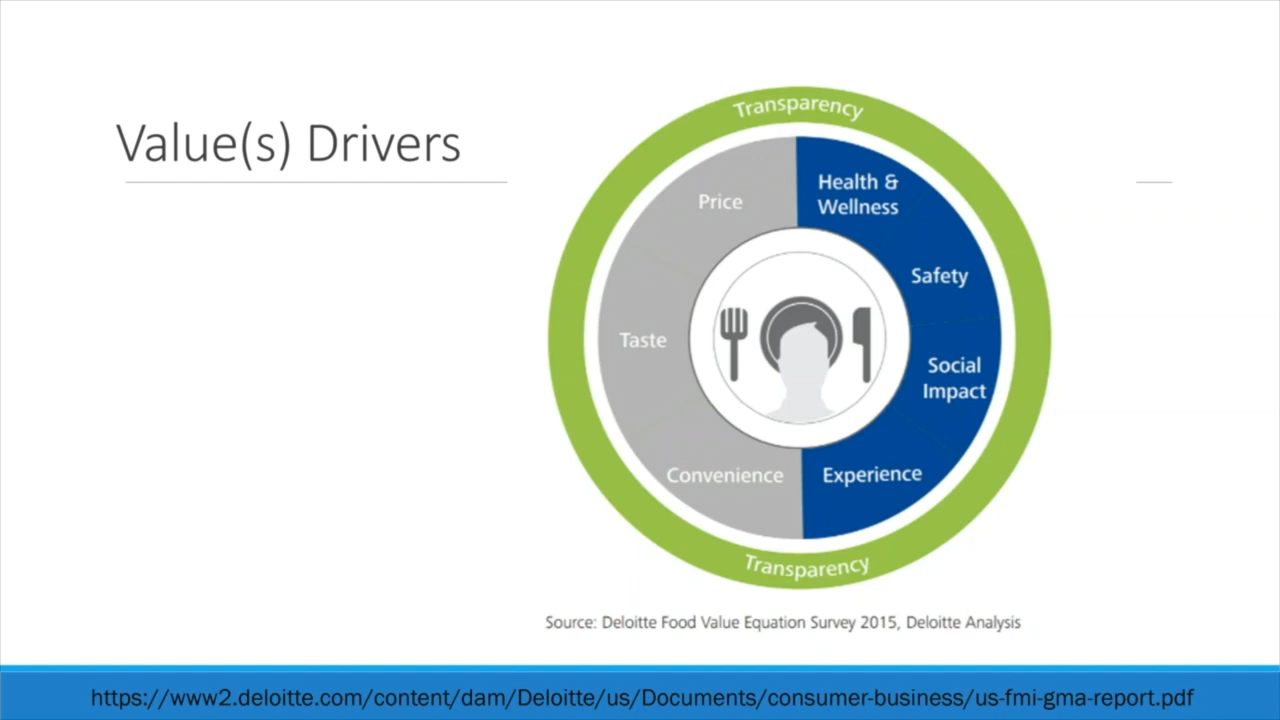 Value(s) Drivers
Transparency
Price
Health &
Wellness
Safety
Taste
Social
Impact
Convenience
Experience
Transparency
Source: Deloitte Food Value Equation Survey 2015, Deloitte Analysis
https://www2.deloitte.com/content/dam/Deloitte/us/Documents/consumer-business/us-fmi-gma-report.pdf